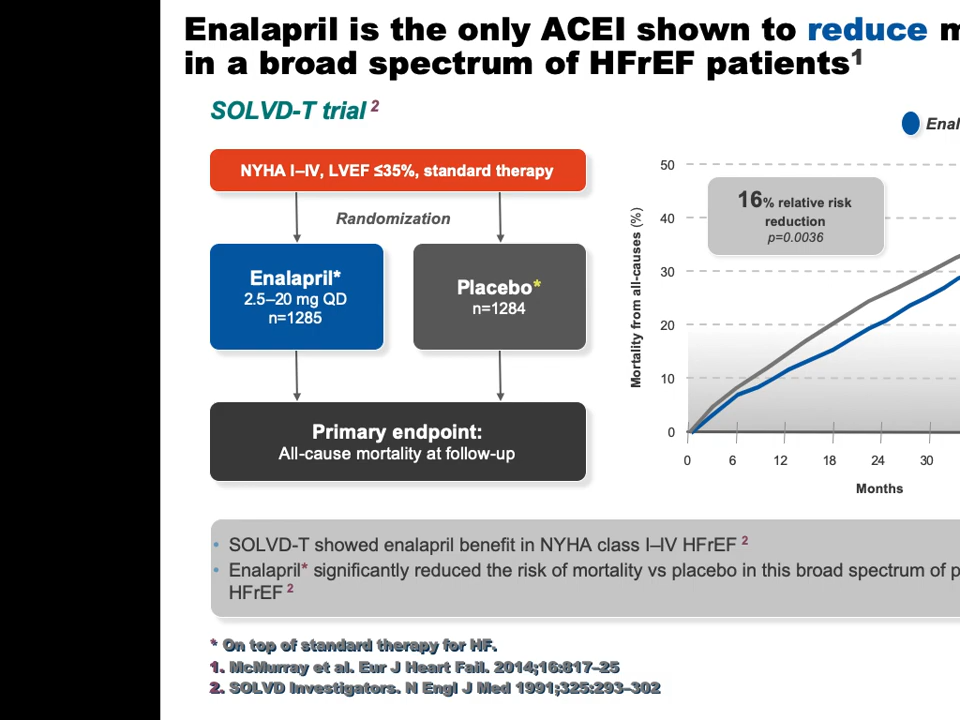 Enalapril is the only ACEI shown to reduce
in a broad spectrum of HFrEF patients1
SOLVD-T trial 2
NYHA I–IV, LVEF ≤35%, standard therapy
Randomization
Enalapril*
2.5–20 mg QD
n=1285
Placebo*
n=1284
Primary endpoint:
All-cause mortality at follow-up
16% relative risk
reduction
p=0.0036
Mortality from all-causes (%)
50
40
30
20
10
0
0 6 12 18 24 30
Months
• SOLVD-T showed enalapril benefit in NYHA class I–IV HFrEF 2
• Enalapril* significantly reduced the risk of mortality vs placebo in this broad spectrum of
HFrEF 2
* On top of standard therapy for HF.
1. McMurray et al. Eur J Heart Fail. 2014;16:817–25
2. SOLVD Investigators. N Engl J Med 1991;325:293–302